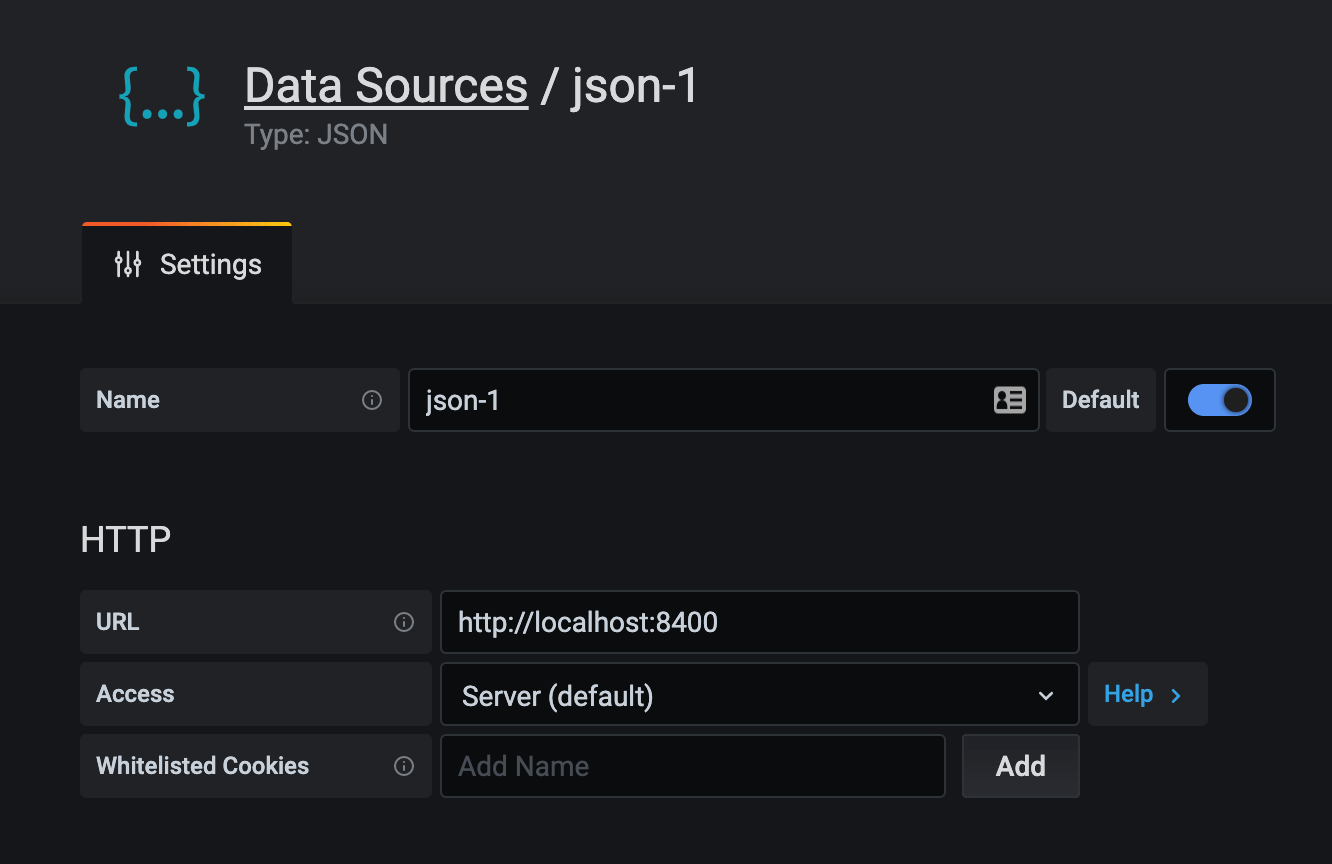 {...}
Data Sources / json-1
Type: JSON
Settings
Name
json-1
Default
HTTP
URL
http://localhost:8400
Access
Server (default)
Help
Whitelisted Cookies
Add Name
Add